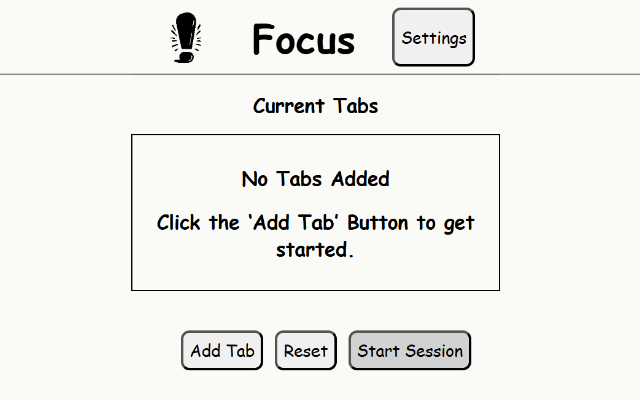 Focus
Settings
Current Tabs
No Tabs Added
Click the ‘Add Tab’ Button to get
started.
Add Tab
Reset
Start Session